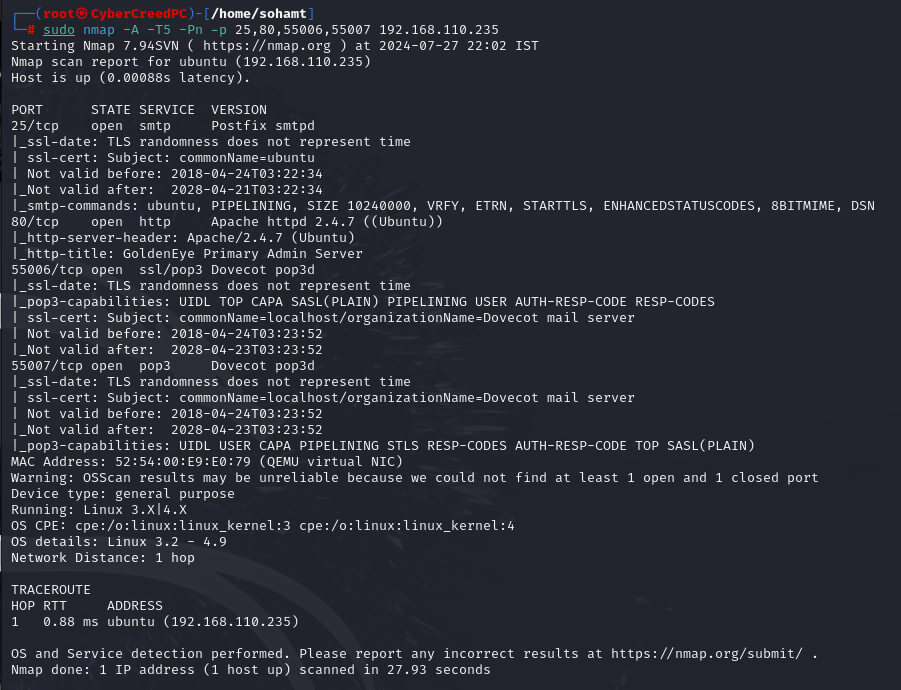 ┌──(root㉿CyberCreedPC)-[/home/sohamt]
└─# sudo nmap -A -T5 -Pn -p 25,80,55006,55007 192.168.110.235
Starting Nmap 7.94SVN ( https://nmap.org ) at 2024-07-27 22:02 IST
Nmap scan report for ubuntu (192.168.110.235)
Host is up (0.00088s latency).

PORT      STATE SERVICE  VERSION
25/tcp    open  smtp     Postfix smtpd
|_ssl-date: TLS randomness does not represent time
| ssl-cert: Subject: commonName=ubuntu
| Not valid before: 2018-04-24T03:22:34
|_Not valid after:  2028-04-21T03:22:34
|_smtp-commands: ubuntu, PIPELINING, SIZE 10240000, VRFY, ETRN, STARTTLS, ENHANCEDSTATUSCODES, 8BITMIME, DSN
80/tcp    open  http     Apache httpd 2.4.7 ((Ubuntu))
|_http-server-header: Apache/2.4.7 (Ubuntu)
|_http-title: GoldenEye Primary Admin Server
55006/tcp open  ssl/pop3 Dovecot pop3d
|_ssl-date: TLS randomness does not represent time
|_pop3-capabilities: UIDL TOP CAPA SASL(PLAIN) PIPELINING USER AUTH-RESP-CODE RESP-CODES
| ssl-cert: Subject: commonName=localhost/organizationName=Dovecot mail server
| Not valid before: 2018-04-24T03:23:52
|_Not valid after:  2028-04-23T03:23:52
55007/tcp open  pop3     Dovecot pop3d
|_ssl-date: TLS randomness does not represent time
| ssl-cert: Subject: commonName=localhost/organizationName=Dovecot mail server
| Not valid before: 2018-04-24T03:23:52
|_Not valid after:  2028-04-23T03:23:52
|_pop3-capabilities: UIDL USER CAPA PIPELINING STLS RESP-CODES AUTH-RESP-CODE TOP SASL(PLAIN)
MAC Address: 52:54:00:E9:E0:79 (QEMU virtual NIC)
Warning: OSScan results may be unreliable because we could not find at least 1 open and 1 closed port
Device type: general purpose
Running: Linux 3.X|4.X
OS CPE: cpe:/o:linux:linux_kernel:3 cpe:/o:linux:linux_kernel:4
OS details: Linux 3.2 - 4.9
Network Distance: 1 hop

TRACEROUTE
HOP RTT     ADDRESS
1   0.88 ms ubuntu (192.168.110.235)

OS and Service detection performed. Please report any incorrect results at https://nmap.org/submit/ .
Nmap done: 1 IP address (1 host up) scanned in 27.93 seconds